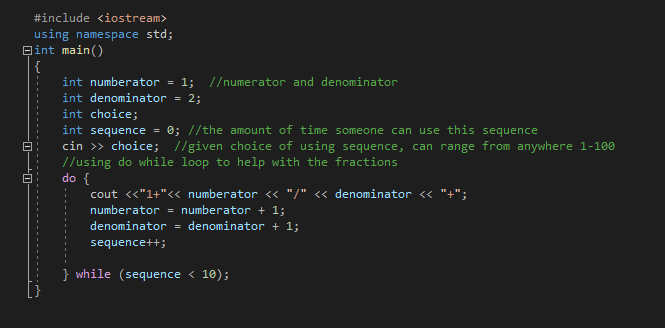 #include <iostream>
using namespace std;
int main()
{
int numberator = 1;  //numerator and denominator
int denominator = 2;
int choice;
int sequence = 0; //the amount of time someone can use this sequence
cin >> choice;  //given choice of using sequence, can range from anywhere 1-100
//using do while loop to help with the fractions
do {
cout <<"1+"<< numberator << "/" << denominator << "+";
numberator = numberator + 1;
denominator = denominator + 1;
sequence++;
} while (sequence < 10);
}